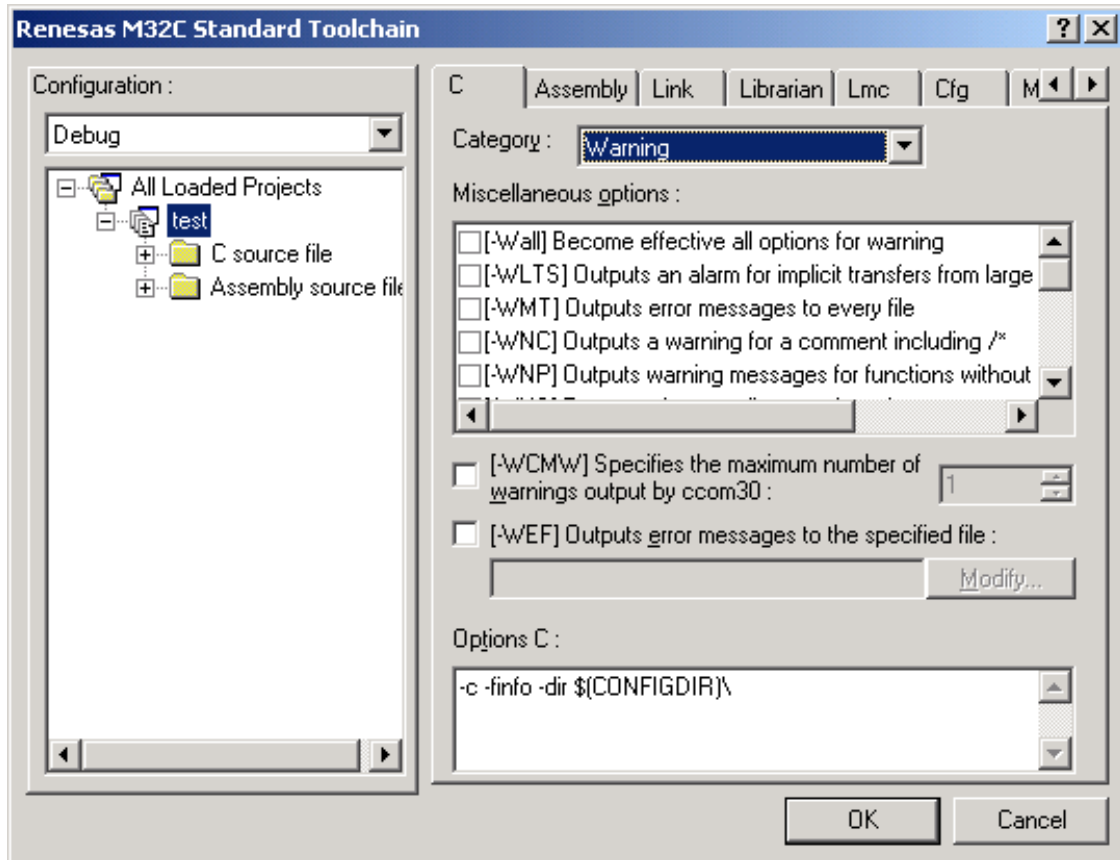 Renesas M32C Standard Toolchain
Configuration :
Debug
All Loaded Projects
test
C source file
Assembly source file
C Assembly Link Librarian Lmc Cfg M
Category : Warning
Miscellaneous options :
[-Wall] Become effective all options for warning
[-WLTS] Outputs an alarm for implicit transfers from large
[-WMT] Outputs error messages to every file
[-WNC] Outputs a warning for a comment including /*
[-WNP] Outputs warning messages for functions without
[-WCMW] Specifies the maximum number of
warnings output by ccom30 : 1
[-WEF] Outputs error messages to the specified file :
Modify...
Options C :
-c -finfo -dir $(CONFIGDIR)\
OK Cancel